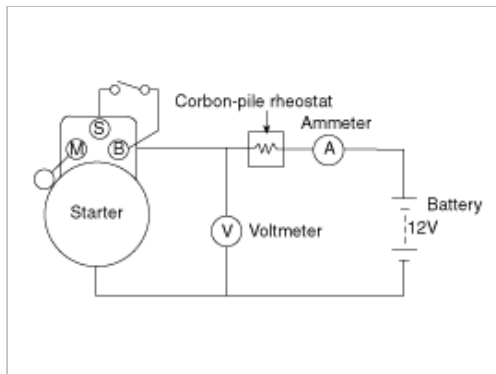 Corbon-pile rheostat
Ammeter
S
M
B
A
Starter
V
Voltmeter
Battery
12V